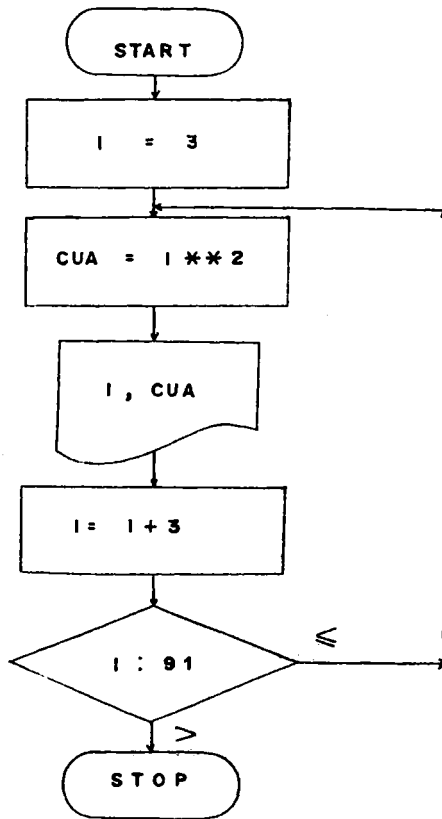 START
I = 3
CUA = I ** 2
I , CUA
I = I + 3
≤
I : 91
>
STOP